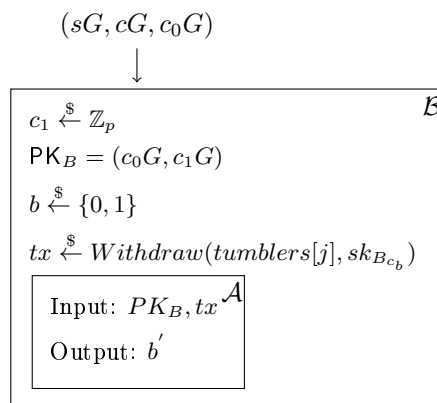 (sG, cG, c₀G)
𝓑
c₁ ←$ ℤₚ
PK_B = (c₀G, c₁G)
b ←$ {0, 1}
tx ←$ Withdraw(tumblers[j], sk_{B_{c_b}})
𝓐
Input: PK_B, tx
Output: b′